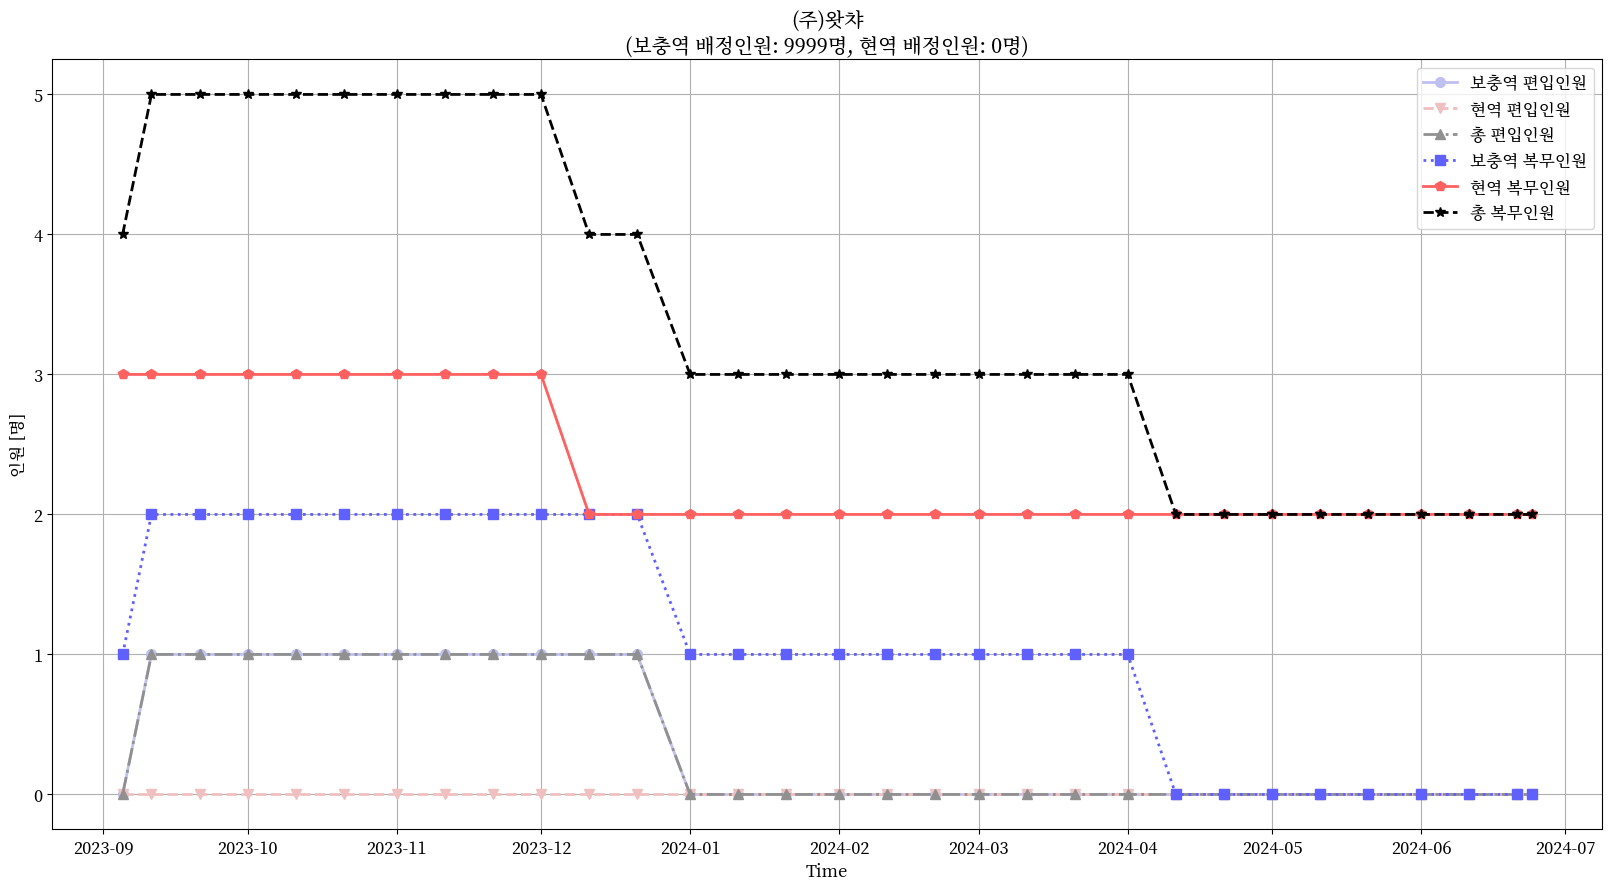 (주)왓챠
(보충역 배정인원: 9999명, 현역 배정인원: 0명)
보충역 편입인원
현역 편입인원
총 편입인원
보충역 복무인원
현역 복무인원
총 복무인원
인원 [명]
5
4
3
2
1
0
2023-09 2023-10 2023-11 2023-12 2024-01 2024-02 2024-03 2024-04 2024-05 2024-06 2024-07
Time